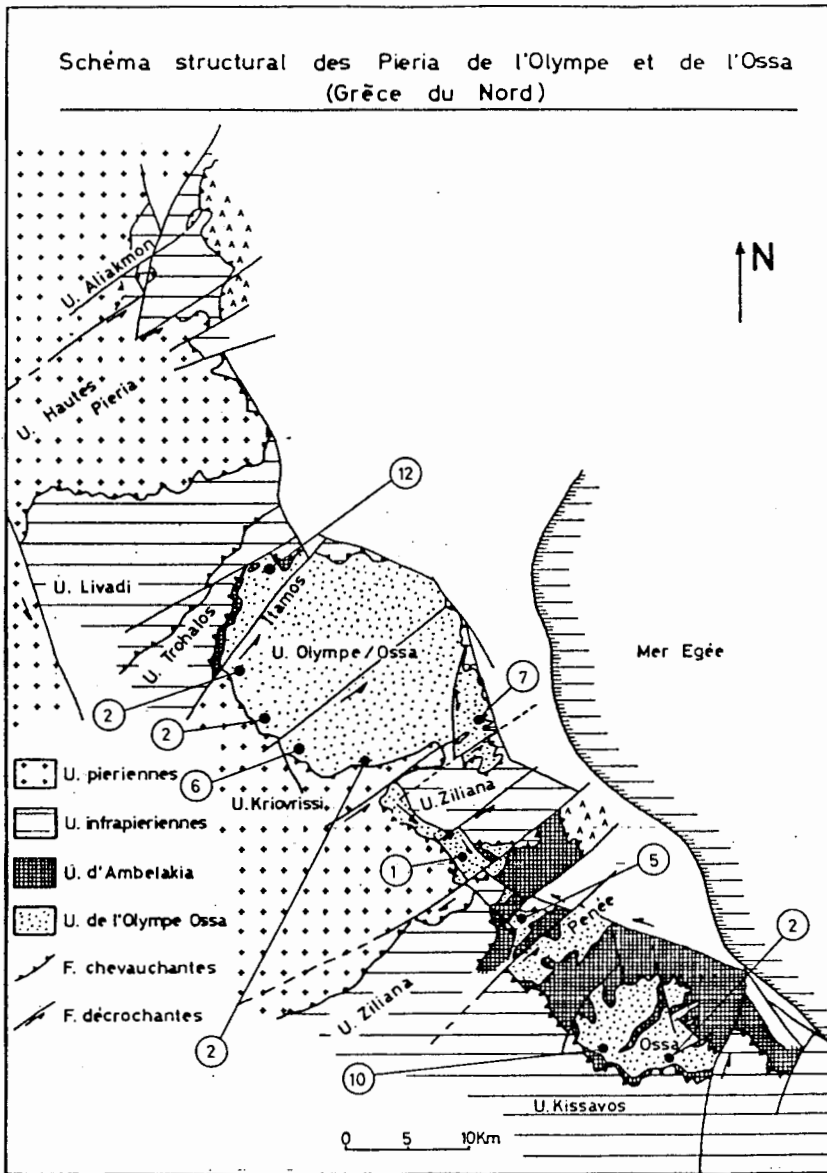 Schéma structural des Pieria de l'Olympe et de l'Ossa
(Grēce du Nord)
N
U. Aliakmon
U. Hautes Pieria
12
U. Livadi
U. Trohalos
Itamos
U. Olympe/Ossa
Mer Egée
7
2
2
6
U. Kriovrissi
U. Ziliana
U. pieriennes
U. infrapieriennes
U. d'Ambelakia
U. de l'Olympe Ossa
F. chevauchantes
F. décrochantes
1
5
Penée
2
U. Ziliana
2
10
Ossa
U. Kissavos
0 5 10Km